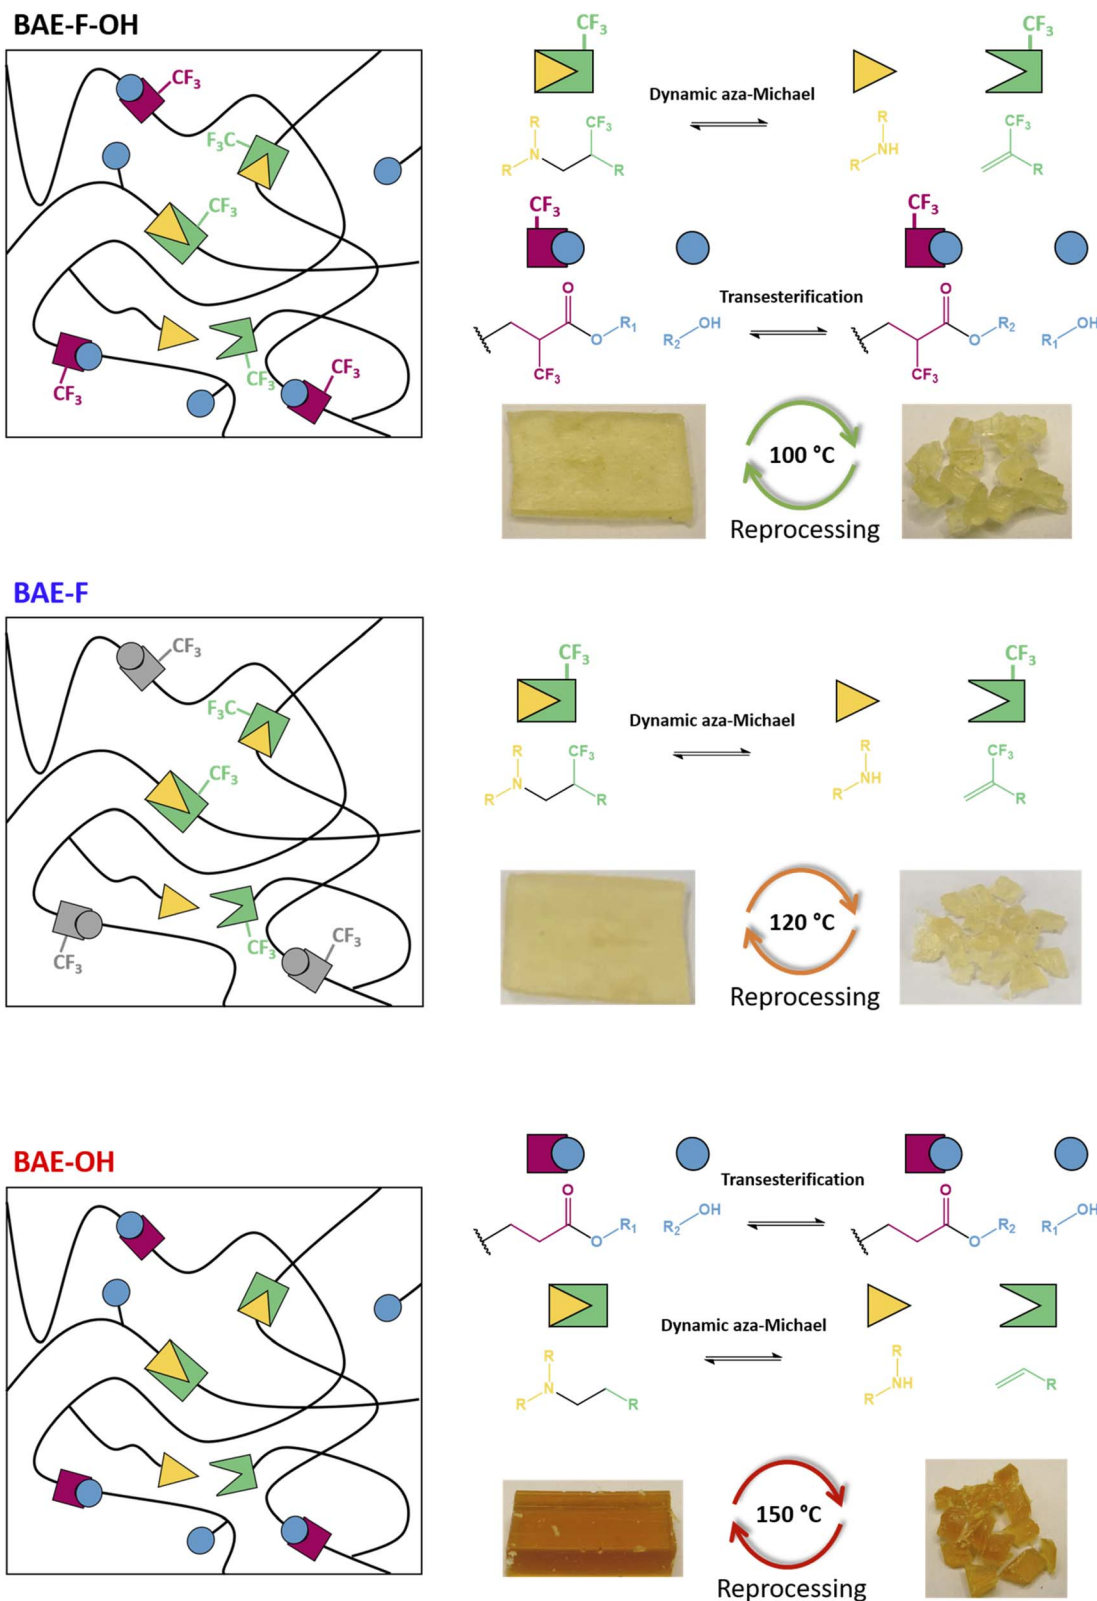 BAE-F-OH
CF₃
F₃C
CF₃
CF₃
CF₃
CF₃
CF₃
Dynamic aza-Michael
R
N
R
CF₃
R
R
NH
R
CF₃
R
CF₃
CF₃
Transesterification
O
O
R₁
CF₃
R₂
OH
O
O
R₂
CF₃
R₁
OH
100 °C
Reprocessing
BAE-F
CF₃
F₃C
CF₃
CF₃
CF₃
CF₃
CF₃
CF₃
Dynamic aza-Michael
R
N
R
CF₃
R
R
NH
R
CF₃
R
120 °C
Reprocessing
BAE-OH
Transesterification
O
O
R₁
R₂
OH
O
O
R₂
R₁
OH
Dynamic aza-Michael
R
N
R
R
R
NH
R
R
150 °C
Reprocessing